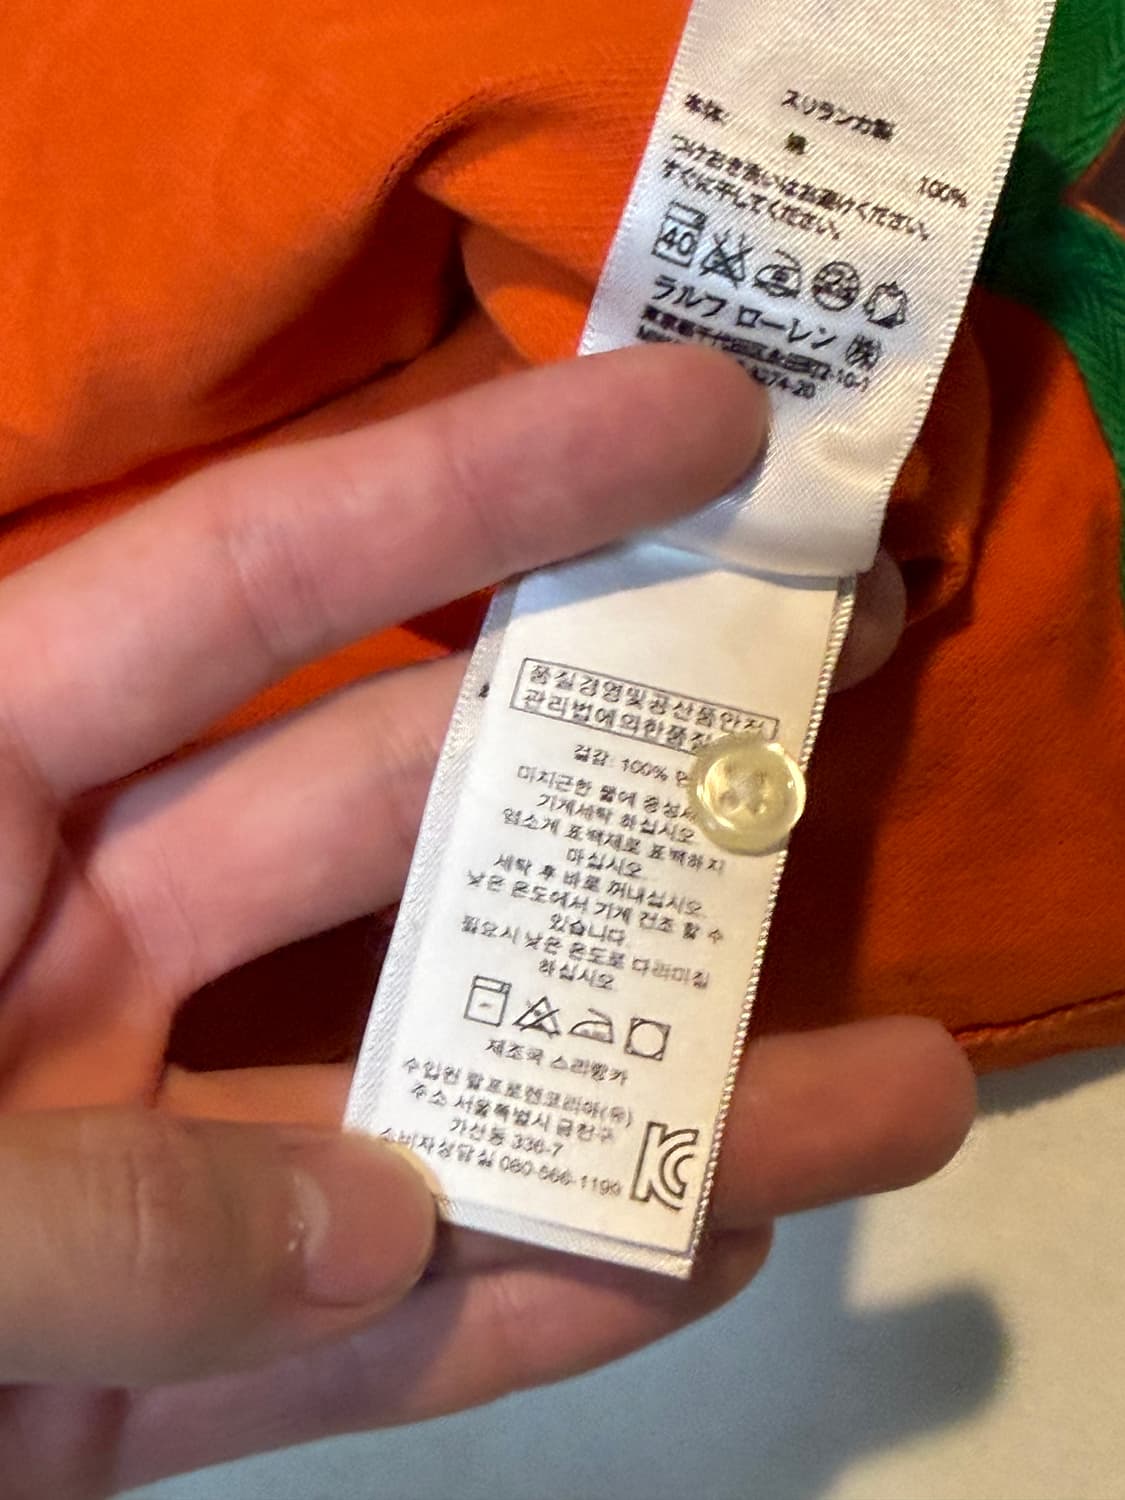 スリランカ製
本体 綿 100%
つけおき洗いはお避けください。
すぐに干してください。
40
ラルフ ローレン ㈱
2-10-1
4274-20
품질경영및공산품안전
관리법에의한품질
겉감: 100%
미지근한 물에 중성세
기계세탁 하십시오.
염소계 표백제로 표백하지
마십시오.
세탁 후 바로 꺼내십시오.
낮은 온도에서 기계 건조 할 수
있습니다.
필요시 낮은 온도로 다리미질
하십시오.
제조국 스리랑카
수입원 랄프로렌코리아(유)
주소 서울특별시 금천구
가산동 336-7
소비자상담실 080-566-1190
KC